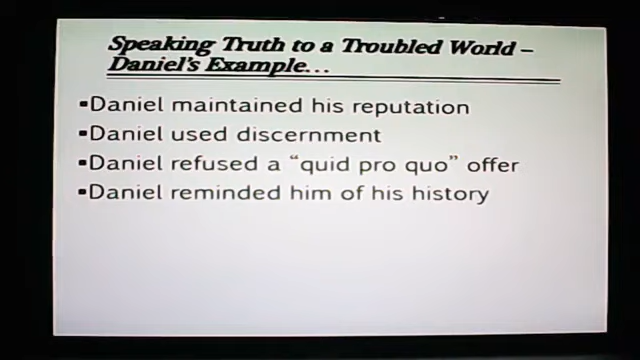 Speaking Truth to a Troubled World –
Daniel's Example…
▪Daniel maintained his reputation
▪Daniel used discernment
▪Daniel refused a “quid pro quo” offer
▪Daniel reminded him of his history